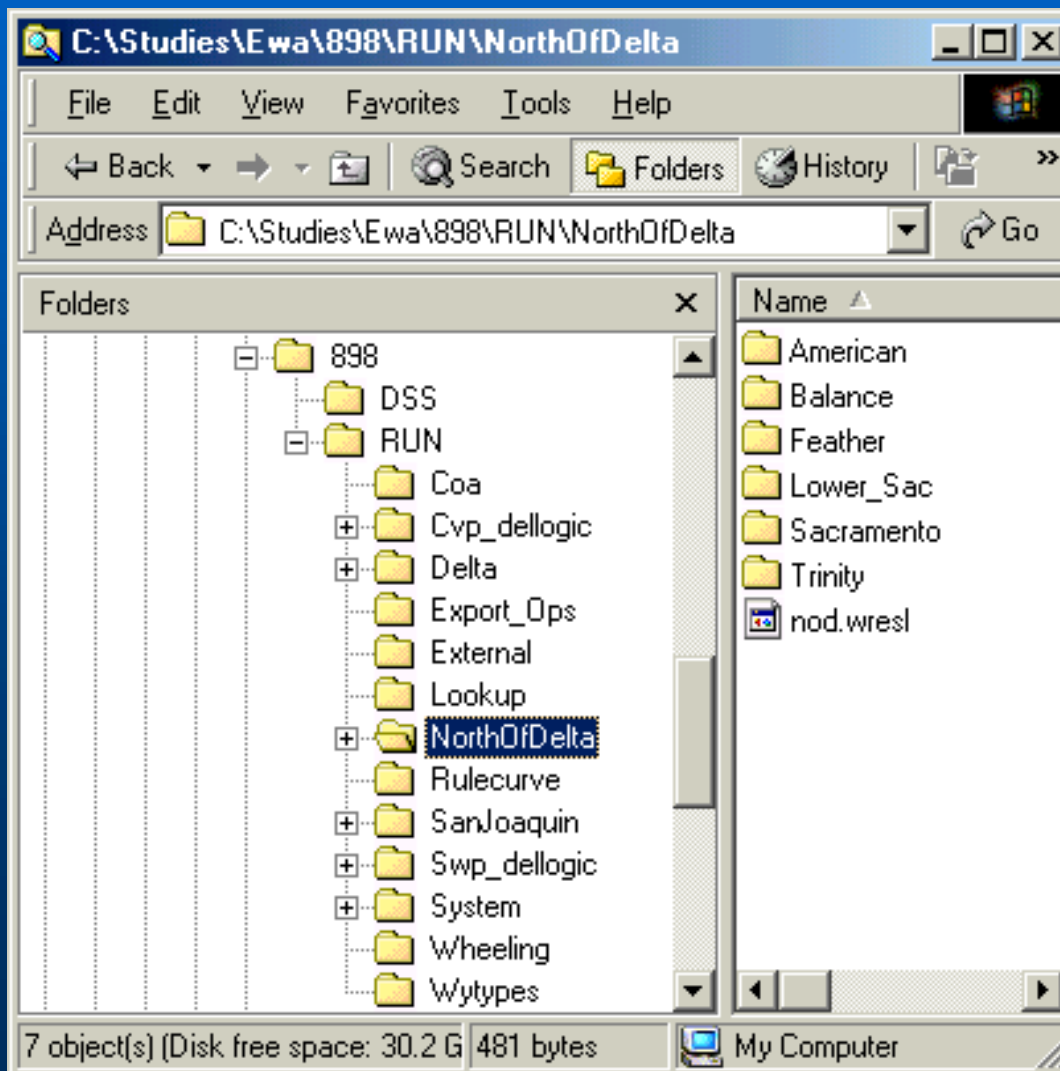 C:\Studies\Ewa\898\RUN\NorthOfDelta
File Edit View Favorites Tools Help
Back Search Folders History »
Address C:\Studies\Ewa\898\RUN\NorthOfDelta Go
Folders
898
DSS
RUN
Coa
Cvp_dellogic
Delta
Export_Ops
External
Lookup
NorthOfDelta
Rulecurve
SanJoaquin
Swp_dellogic
System
Wheeling
Wytypes
Name
American
Balance
Feather
Lower_Sac
Sacramento
Trinity
nod.wresl
7 object(s) (Disk free space: 30.2 G 481 bytes My Computer